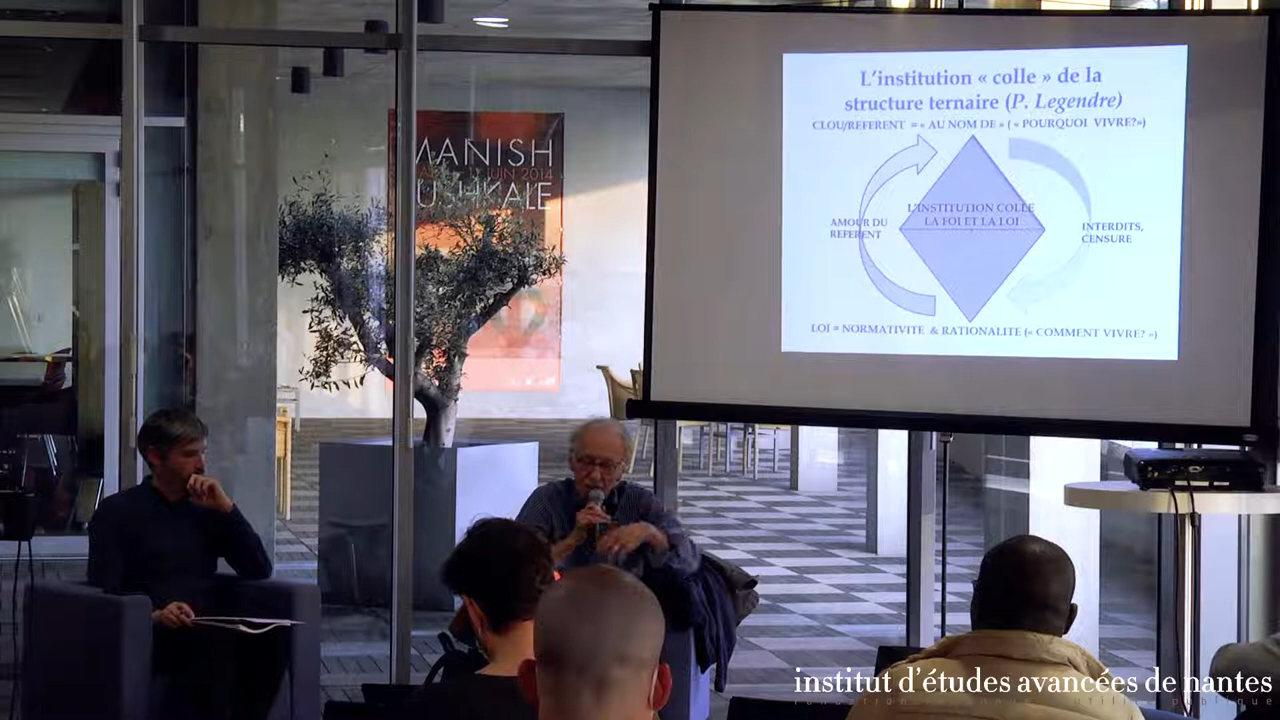 L'institution « colle » de la
structure ternaire (P. Legendre)
CLOU/REFERENT = « AU NOM DE » ( « POURQUOI VIVRE?»)
L'INSTITUTION COLLE
LA FOI ET LA LOI
AMOUR DU
REFERENT
INTERDITS,
CENSURE
LOI = NORMATIVITE & RATIONALITE (« COMMENT VIVRE? »)
MANISH
JUIN 2014
PUSHKALE
institut d'études avancées de nantes